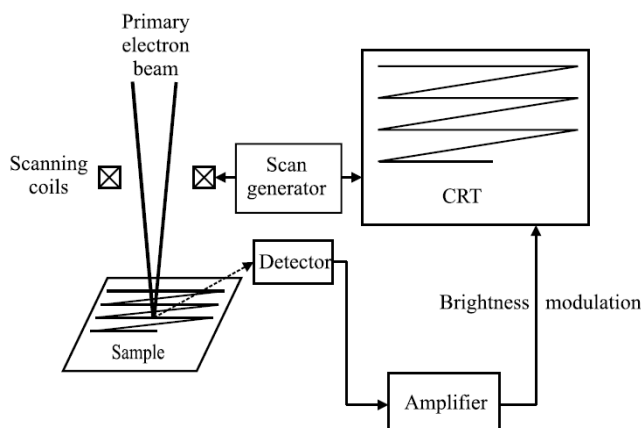 Primary
electron
beam
Scanning
coils
Scan
generator
CRT
Detector
Brightness modulation
Sample
Amplifier